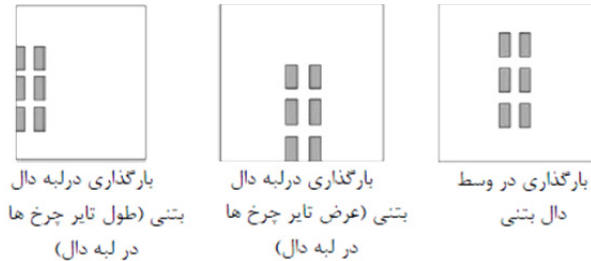 بارگذاری در وسط
دال بتنی
بارگذاری درلبه دال
بتنی (عرض تایر چرخ ها
در لبه دال)
بارگذاری درلبه دال
بتنی (طول تایر چرخ ها
در لبه دال)